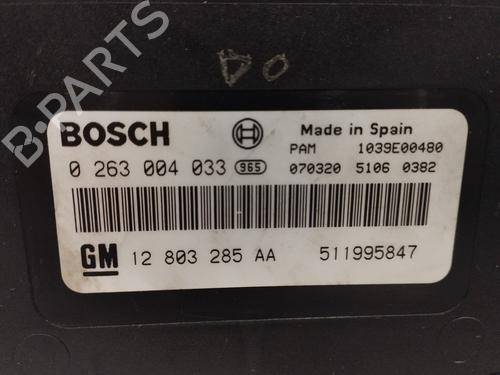 BOSCH
Made in Spain
PAM 1039E00480
0 263 004 033 965 070320 5106 0382
GM 12 803 285 AA 511995847
B-PARTS